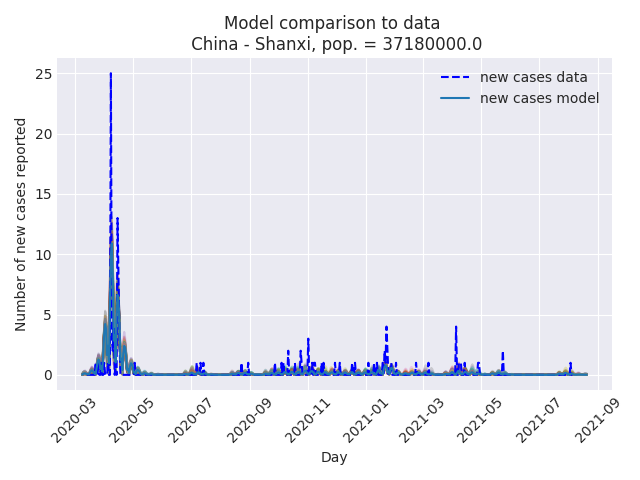 Model comparison to data
China - Shanxi, pop. = 37180000.0
new cases data
new cases model
Number of new cases reported
25
20
15
10
5
0
2020-03
2020-05
2020-07
2020-09
2020-11
2021-01
2021-03
2021-05
2021-07
2021-09
Day